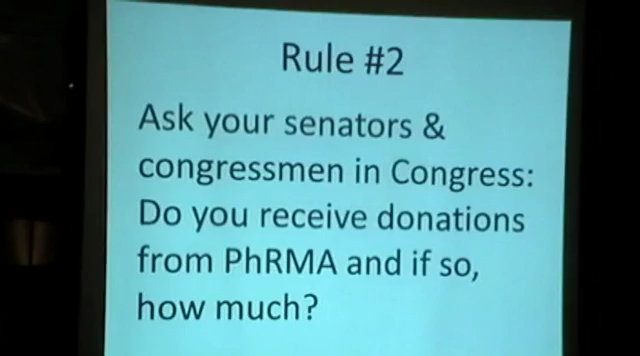 Rule #2
Ask your senators &
congressmen in Congress:
Do you receive donations
from PhRMA and if so,
how much?